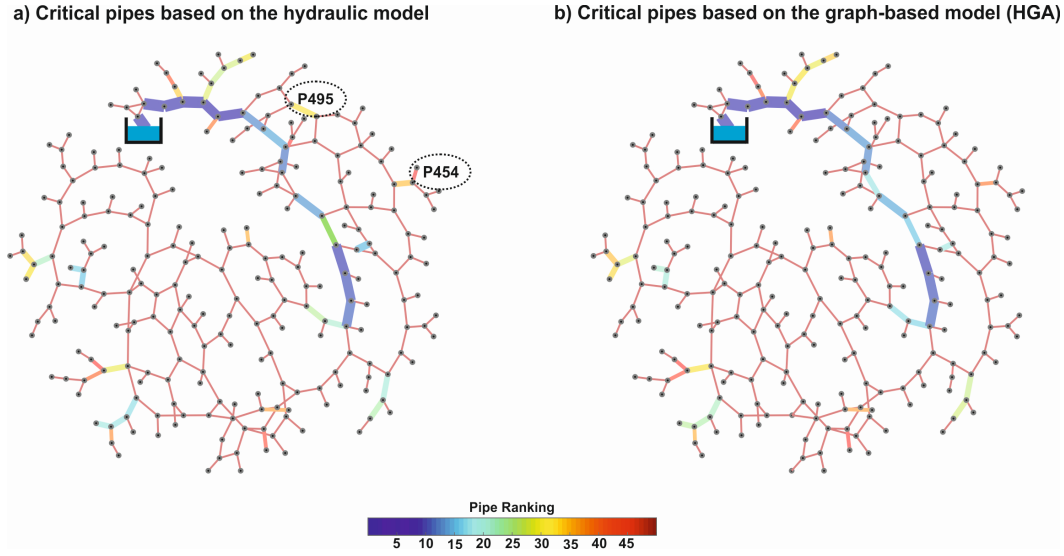 a) Critical pipes based on the hydraulic model
b) Critical pipes based on the graph-based model (HGA)
P495
P454
Pipe Ranking
5 10 15 20 25 30 35 40 45